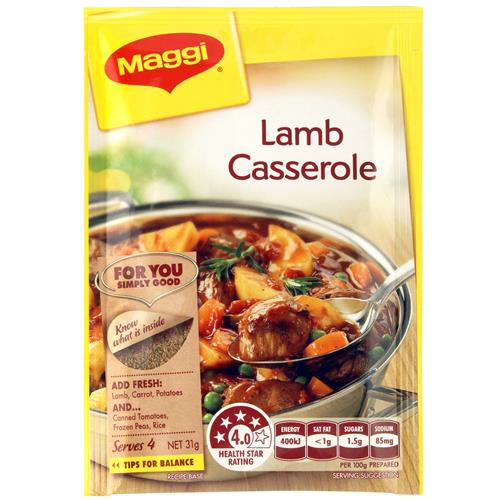 Maggi®
Lamb
Casserole
FOR YOU
SIMPLY GOOD
Know
what is inside
ADD FRESH:
Lamb, Carrot, Potatoes
AND...
Canned Tomatoes,
Frozen Peas, Rice
Serves 4 NET 31g
◄◄ TIPS FOR BALANCE
RECIPE BASE
4.0
HEALTH STAR
RATING
ENERGY
400kJ
SAT FAT
<1g
SUGARS
1.5g
SODIUM
85mg
PER 100g PREPARED
SERVING SUGGESTION